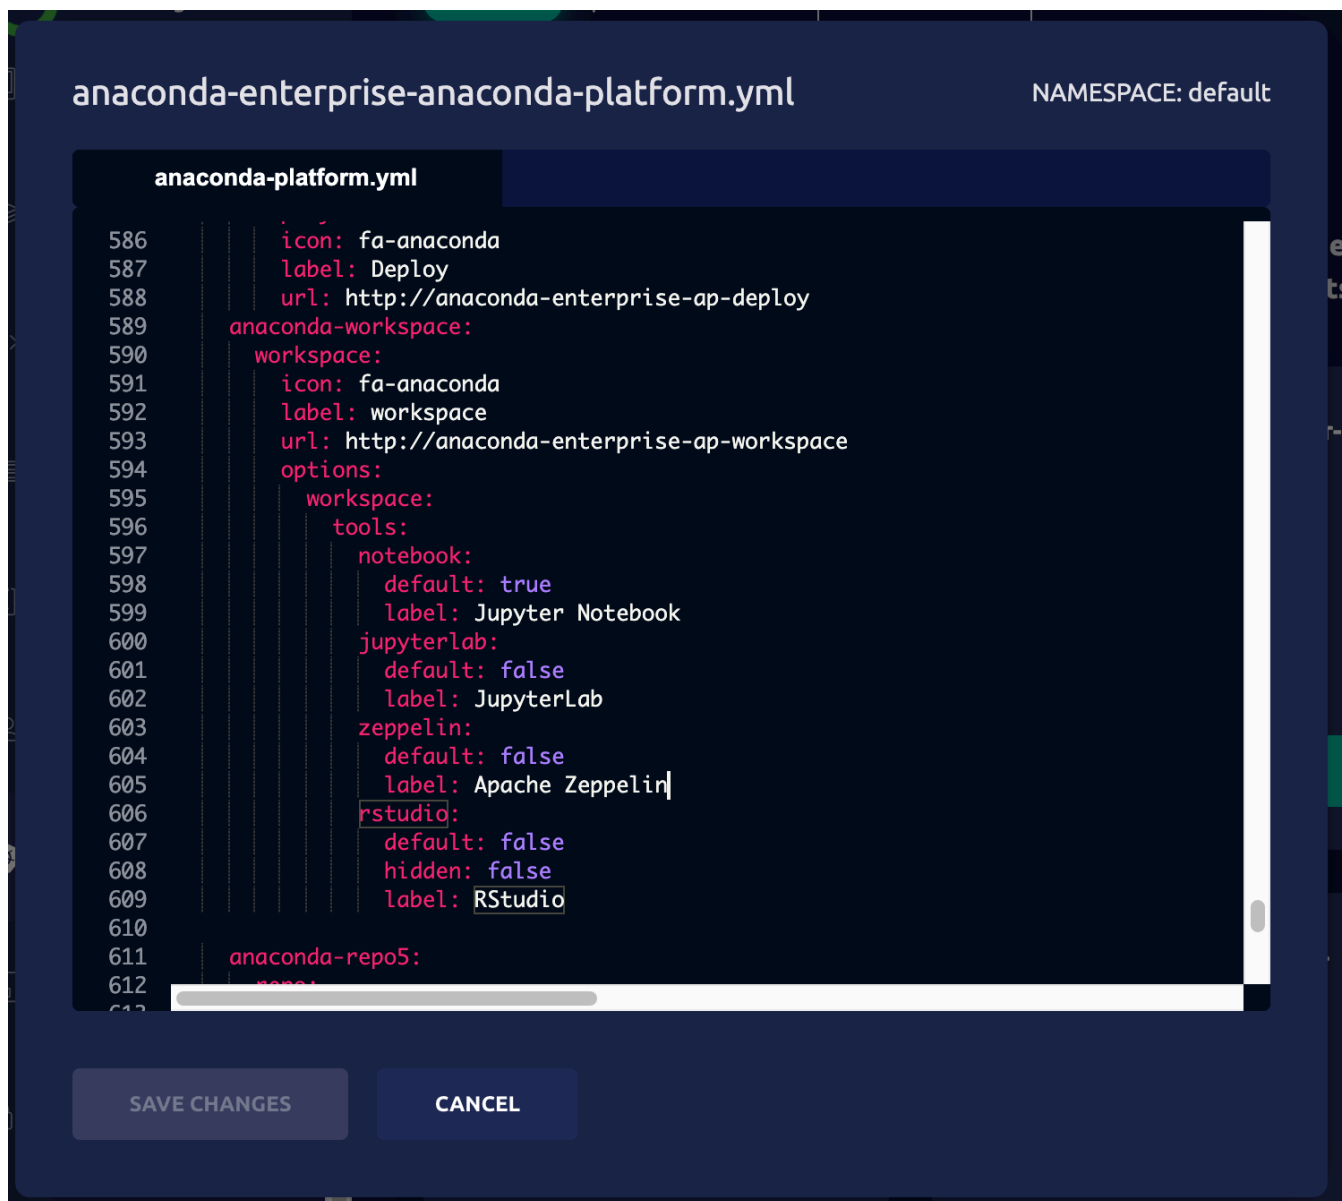 anaconda-enterprise-anaconda-platform.yml
NAMESPACE: default
anaconda-platform.yml
586 icon: fa-anaconda
587 label: Deploy
588 url: http://anaconda-enterprise-ap-deploy
589 anaconda-workspace:
590 workspace:
591 icon: fa-anaconda
592 label: workspace
593 url: http://anaconda-enterprise-ap-workspace
594 options:
595 workspace:
596 tools:
597 notebook:
598 default: true
599 label: Jupyter Notebook
600 jupyterlab:
601 default: false
602 label: JupyterLab
603 zeppelin:
604 default: false
605 label: Apache Zeppelin
606 rstudio:
607 default: false
608 hidden: false
609 label: RStudio
610
611 anaconda-repo5:
612
SAVE CHANGES
CANCEL